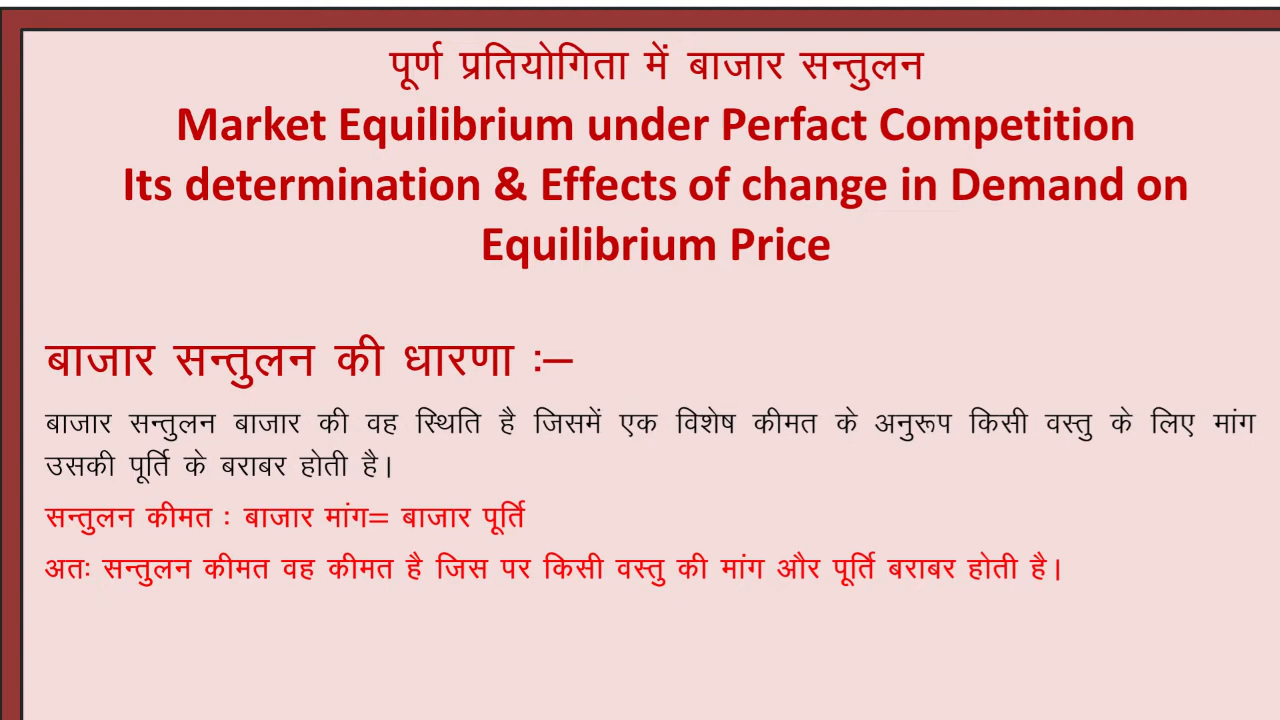 पूर्ण प्रतियोगिता में बाजार सन्तुलन
Market Equilibrium under Perfact Competition
Its determination & Effects of change in Demand on
Equilibrium Price
बाजार सन्तुलन की धारणा :—
बाजार सन्तुलन बाजार की वह स्थिति है जिसमें एक विशेष कीमत के अनुरूप किसी वस्तु के लिए मांग
उसकी पूर्ति के बराबर होती है।
सन्तुलन कीमत : बाजार मांग= बाजार पूर्ति
अतः सन्तुलन कीमत वह कीमत है जिस पर किसी वस्तु की मांग और पूर्ति बराबर होती है।